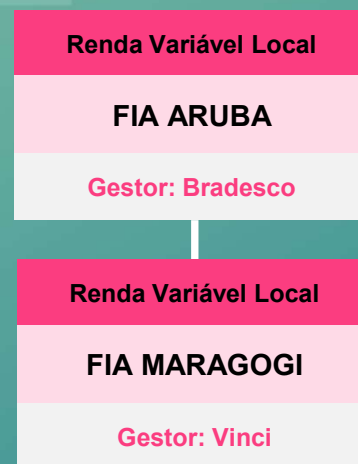 Renda Variável Local
FIA ARUBA
Gestor: Bradesco
Renda Variável Local
FIA MARAGOGI
Gestor: Vinci